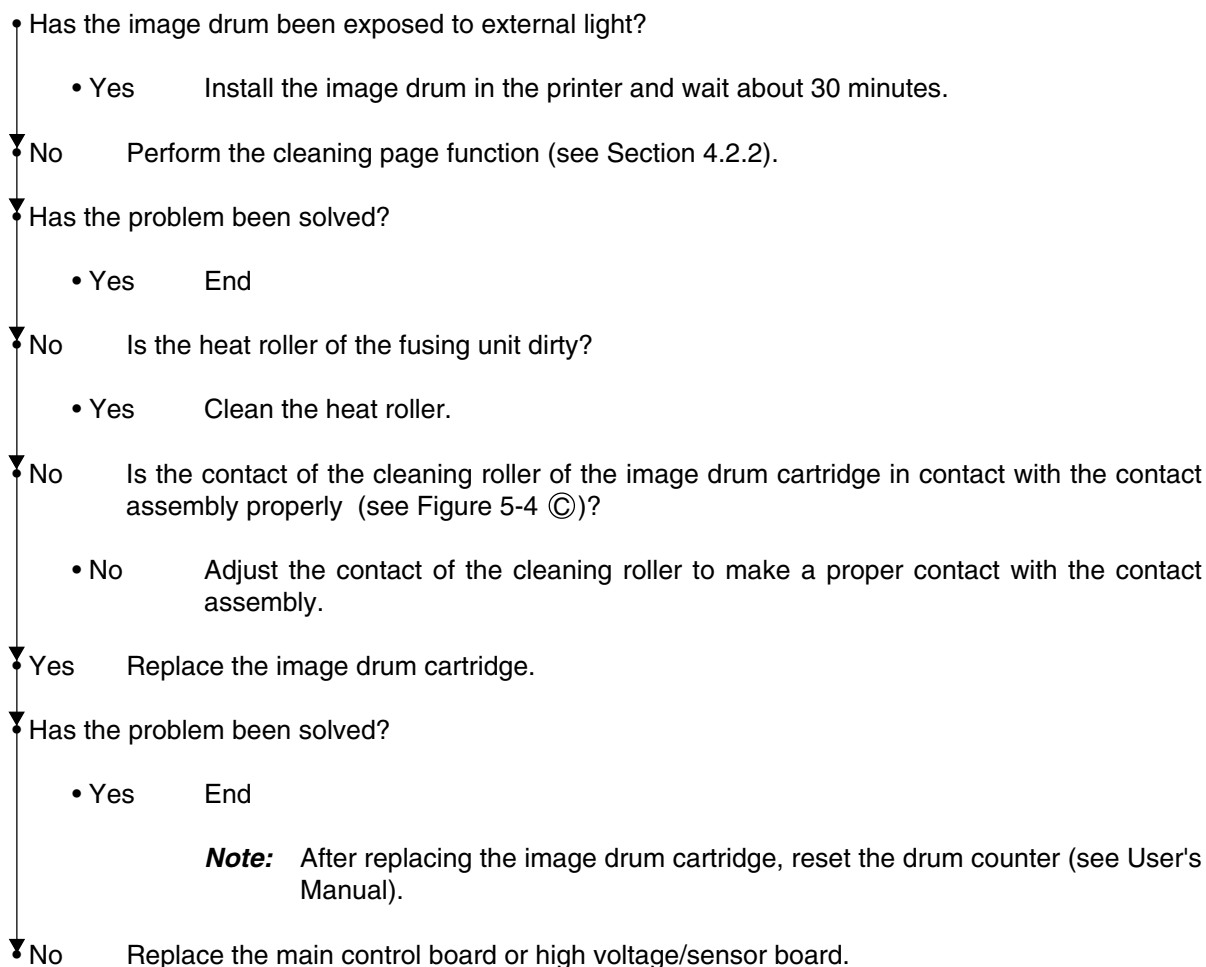 • Has the image drum been exposed to external light?
• Yes Install the image drum in the printer and wait about 30 minutes.
• No Perform the cleaning page function (see Section 4.2.2).
• Has the problem been solved?
• Yes End
• No Is the heat roller of the fusing unit dirty?
• Yes Clean the heat roller.
• No Is the contact of the cleaning roller of the image drum cartridge in contact with the contact
assembly properly (see Figure 5-4 Ⓒ)?
• No Adjust the contact of the cleaning roller to make a proper contact with the contact
assembly.
• Yes Replace the image drum cartridge.
• Has the problem been solved?
• Yes End
Note: After replacing the image drum cartridge, reset the drum counter (see User's
Manual).
• No Replace the main control board or high voltage/sensor board.